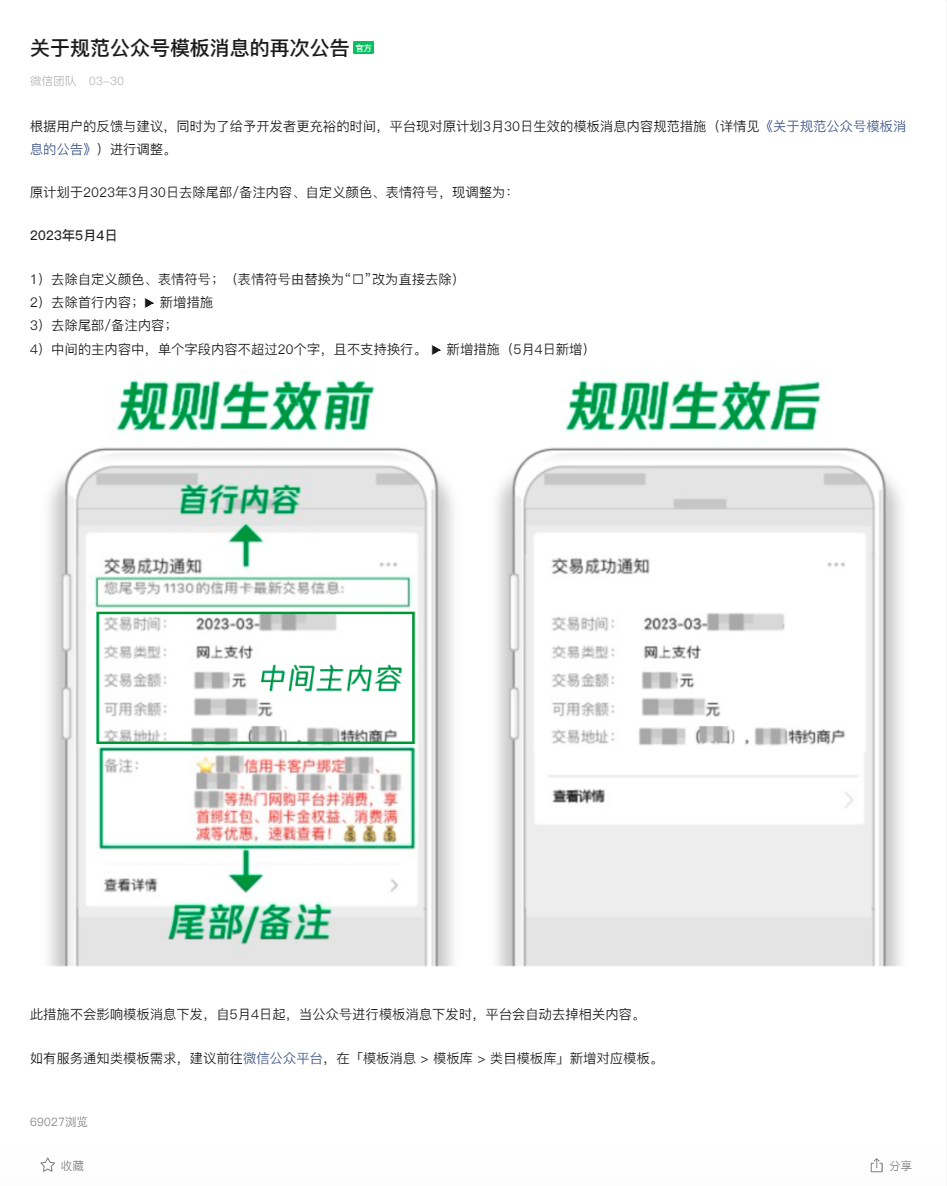 关于规范公众号模板消息的再次公告 官方
微信团队 03-30
根据用户的反馈与建议，同时为了给予开发者更充裕的时间，平台现对原计划3月30日生效的模板消息内容规范措施（详情见《关于规范公众号模板消
息的公告》）进行调整。
原计划于2023年3月30日去除尾部/备注内容、自定义颜色、表情符号，现调整为：
2023年5月4日
1）去除自定义颜色、表情符号；（表情符号由替换为“□”改为直接去除）
2）去除首行内容；▶ 新增措施
3）去除尾部/备注内容；
4）中间的主内容中，单个字段内容不超过20个字，且不支持换行。 ▶ 新增措施（5月4日新增）
规则生效前
首行内容
交易成功通知
您尾号为1130的信用卡最新交易信息：
交易时间： 2023-03-
交易类型： 网上支付
中间主内容
交易金额： 元
可用余额： 元
交易地址： ，特约商户
备注：
信用卡客户绑定 、
、 、 、 、
等热门网购平台并消费，享
首绑红包、刷卡金权益、消费满
减等优惠，速戳查看！
查看详情
尾部/备注
规则生效后
交易成功通知
交易时间： 2023-03-
交易类型： 网上支付
交易金额： 元
可用余额： 元
交易地址： ，特约商户
查看详情
此措施不会影响模板消息下发，自5月4日起，当公众号进行模板消息下发时，平台会自动去掉相关内容。
如有服务通知类模板需求，建议前往微信公众平台，在「模板消息 > 模板库 > 类目模板库」新增对应模板。
69027浏览
收藏
分享